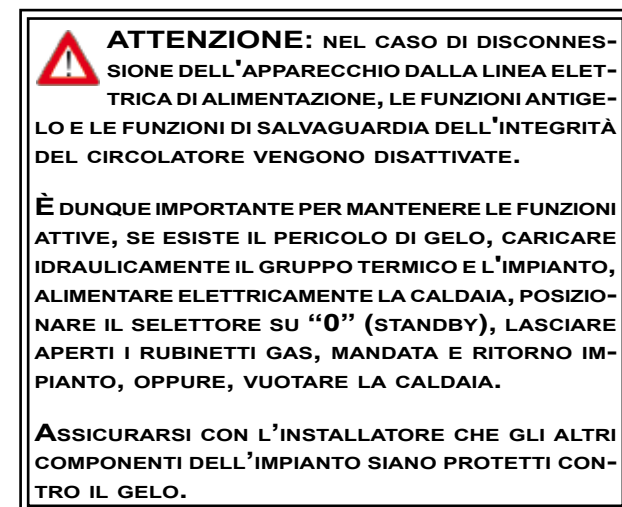 ATTENZIONE: NEL CASO DI DISCONNES-
SIONE DELL'APPARECCHIO DALLA LINEA ELET-
TRICA DI ALIMENTAZIONE, LE FUNZIONI ANTIGE-
LO E LE FUNZIONI DI SALVAGUARDIA DELL'INTEGRITÀ
DEL CIRCOLATORE VENGONO DISATTIVATE.
È DUNQUE IMPORTANTE PER MANTENERE LE FUNZIONI
ATTIVE, SE ESISTE IL PERICOLO DI GELO, CARICARE
IDRAULICAMENTE IL GRUPPO TERMICO E L'IMPIANTO,
ALIMENTARE ELETTRICAMENTE LA CALDAIA, POSIZIO-
NARE IL SELETTORE SU “0” (STANDBY), LASCIARE
APERTI I RUBINETTI GAS, MANDATA E RITORNO IM-
PIANTO, OPPURE, VUOTARE LA CALDAIA.
ASSICURARSI CON L’INSTALLATORE CHE GLI ALTRI
COMPONENTI DELL’IMPIANTO SIANO PROTETTI CON-
TRO IL GELO.